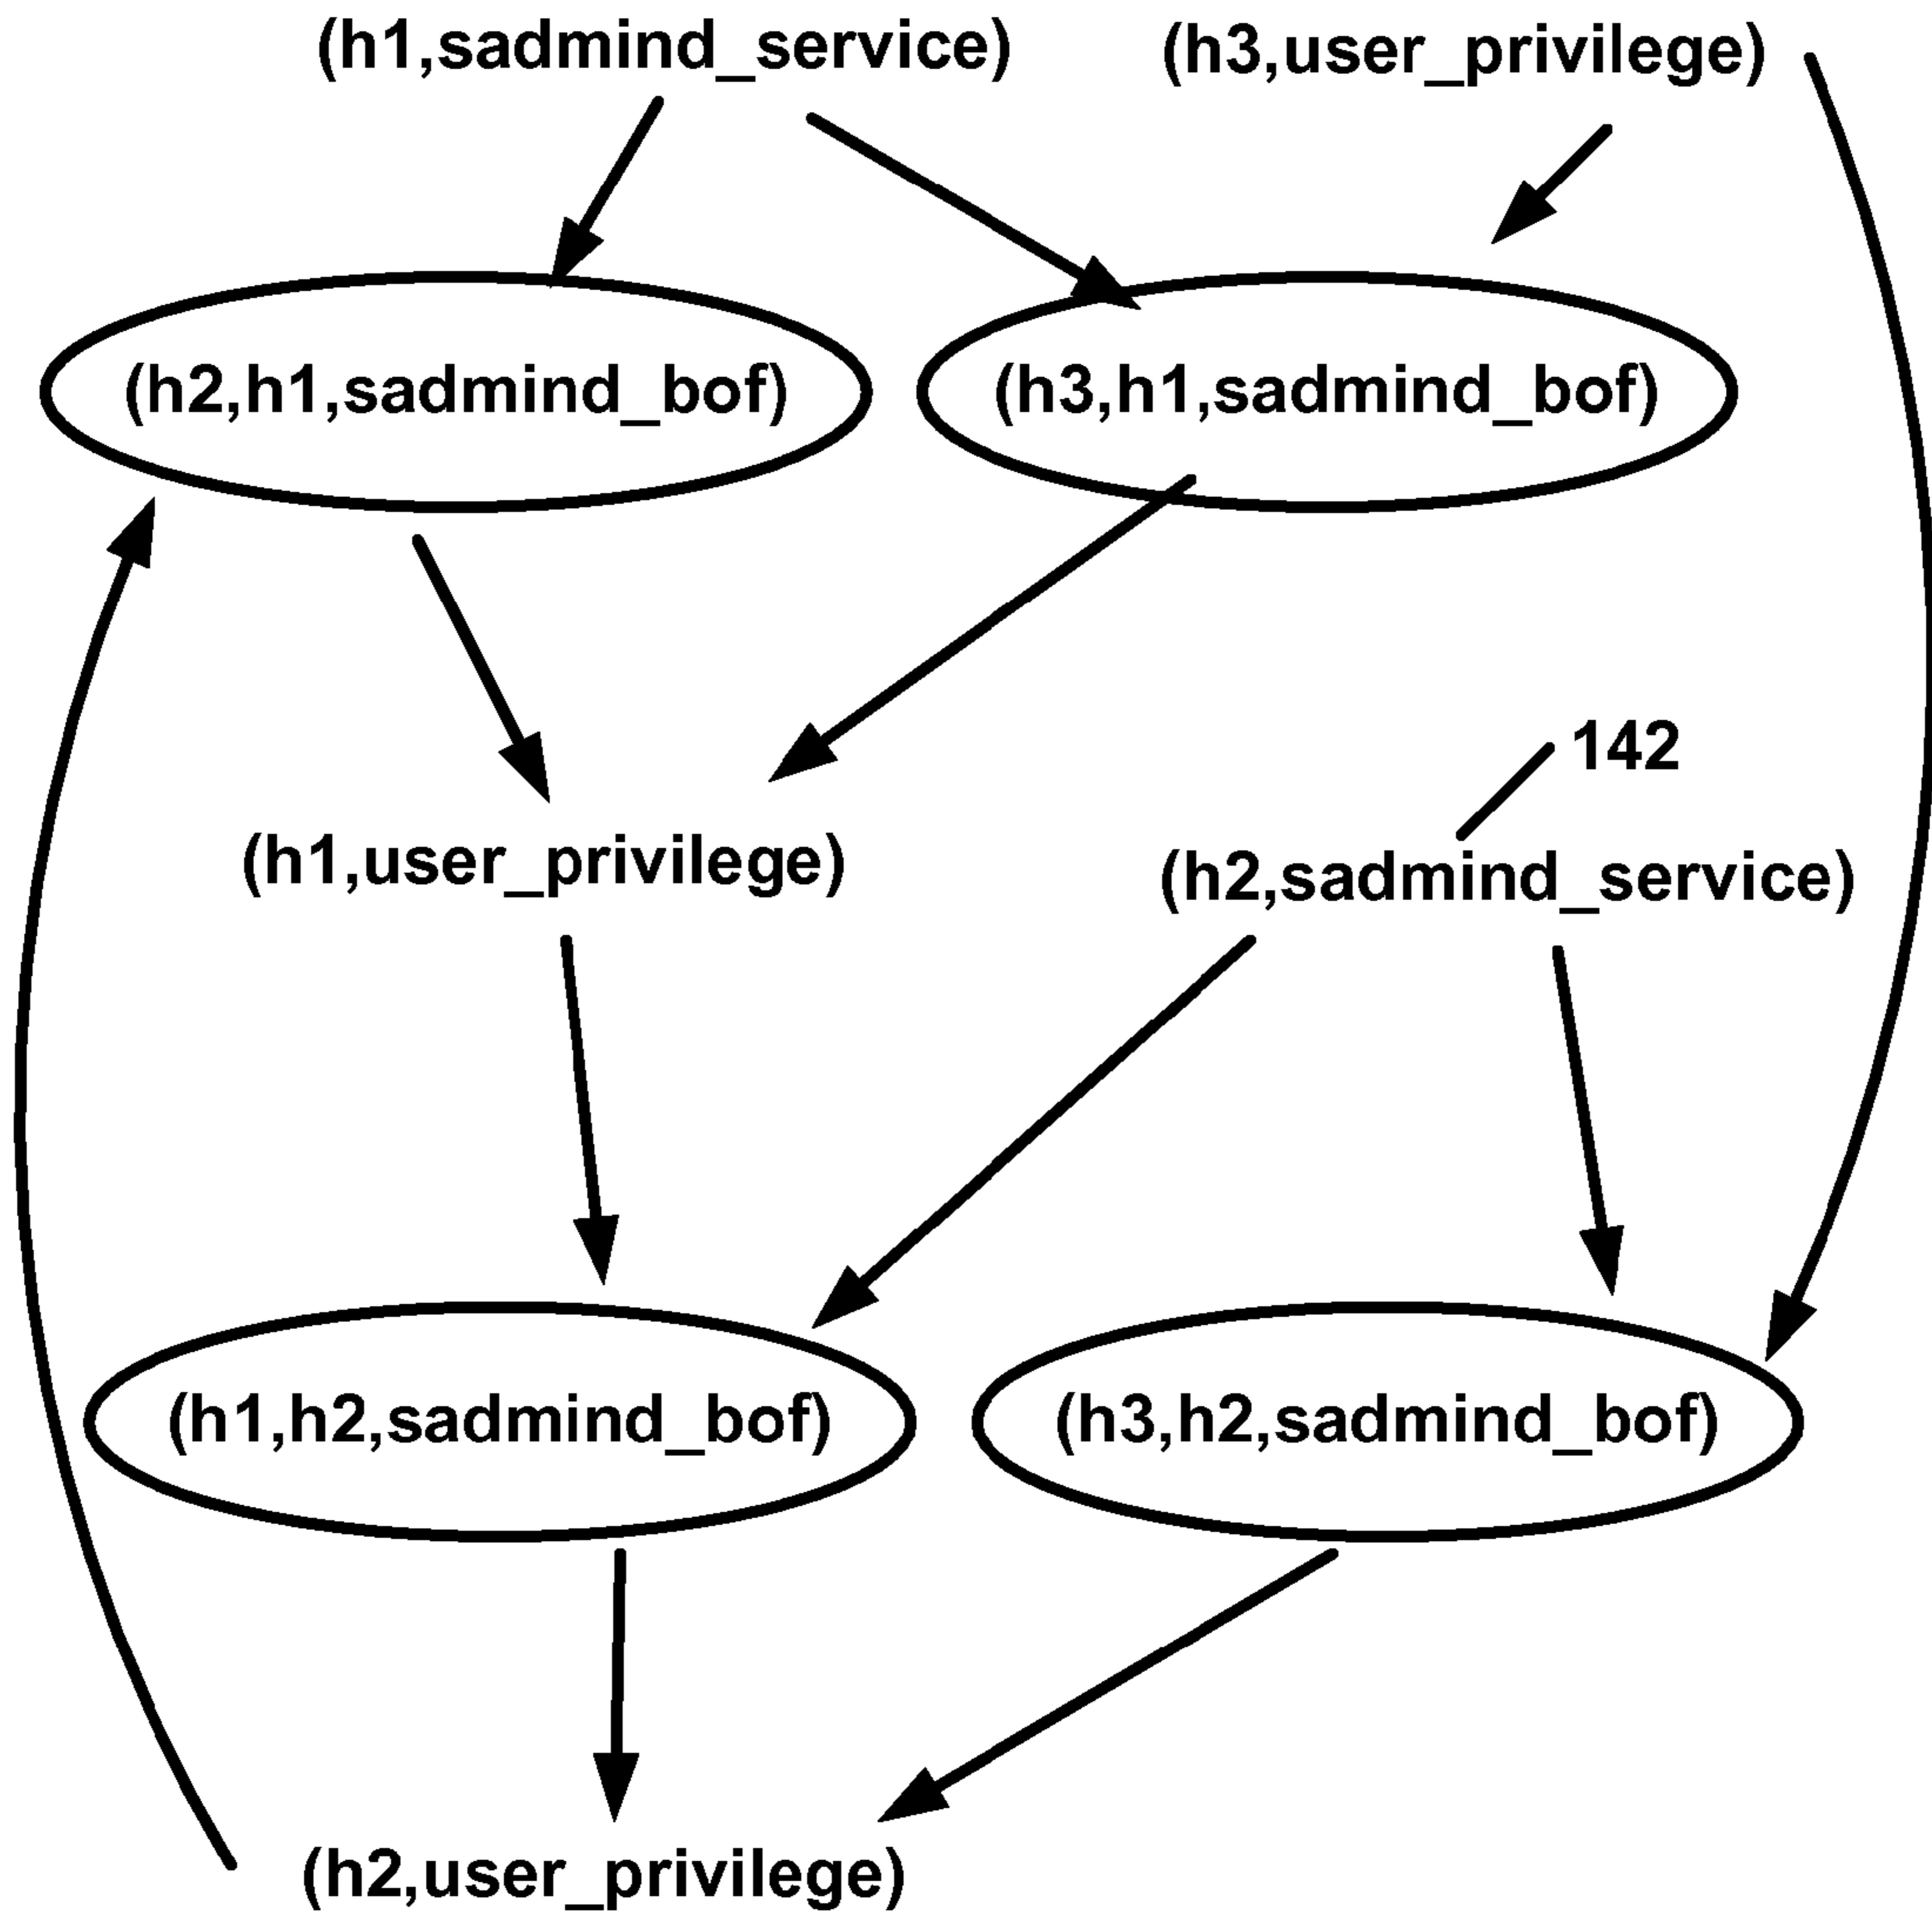 (h1,sadmind_service)
(h3,user_privilege)
(h2,h1,sadmind_bof)
(h3,h1,sadmind_bof)
142
(h1,user_privilege)
(h2,sadmind_service)
(h1,h2,sadmind_bof)
(h3,h2,sadmind_bof)
(h2,user_privilege)